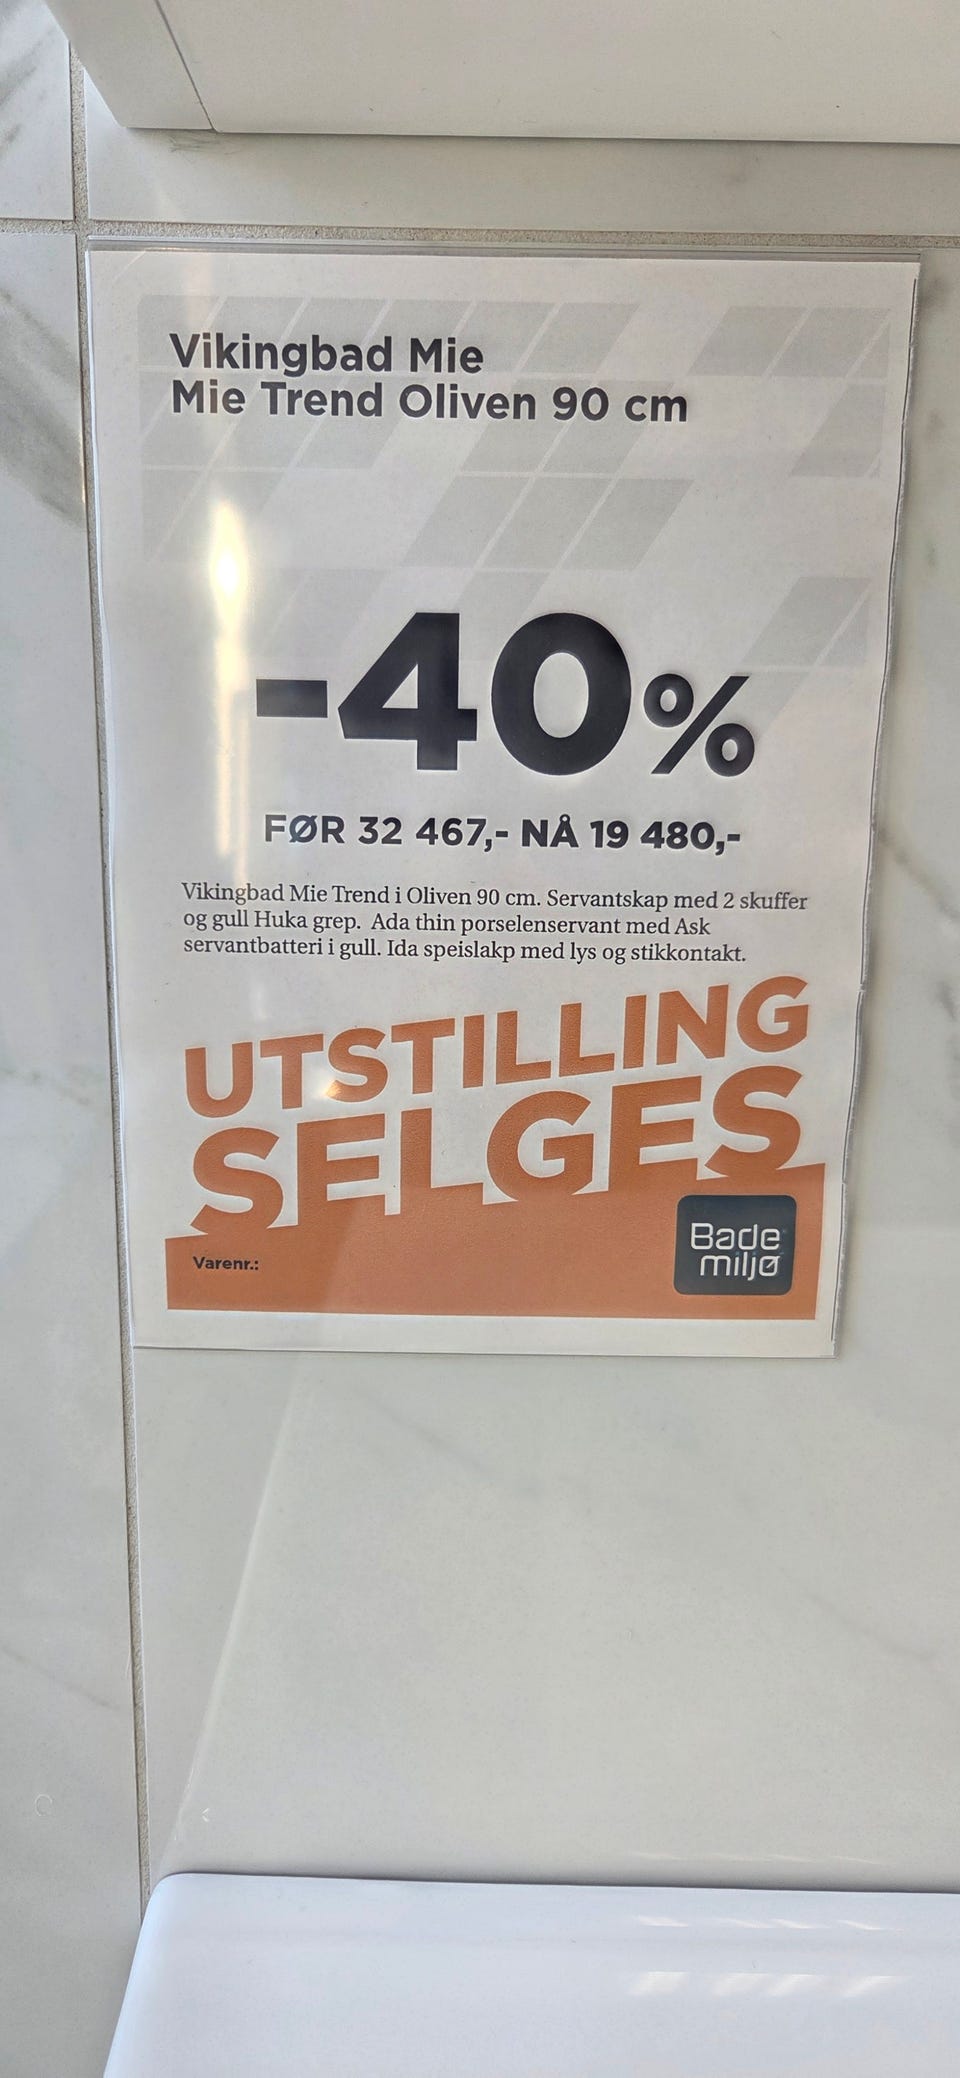 Vikingbad Mie
Mie Trend Oliven 90 cm
-40%
FØR 32 467,- NÅ 19 480,-
Vikingbad Mie Trend i Oliven 90 cm. Servantskap med 2 skuffer
og gull Huka grep. Ada thin porselenservant med Ask
servantbatteri i gull. Ida speislakp med lys og stikkontakt.
UTSTILLING
SELGES
Varenr.:
Bade
miljø